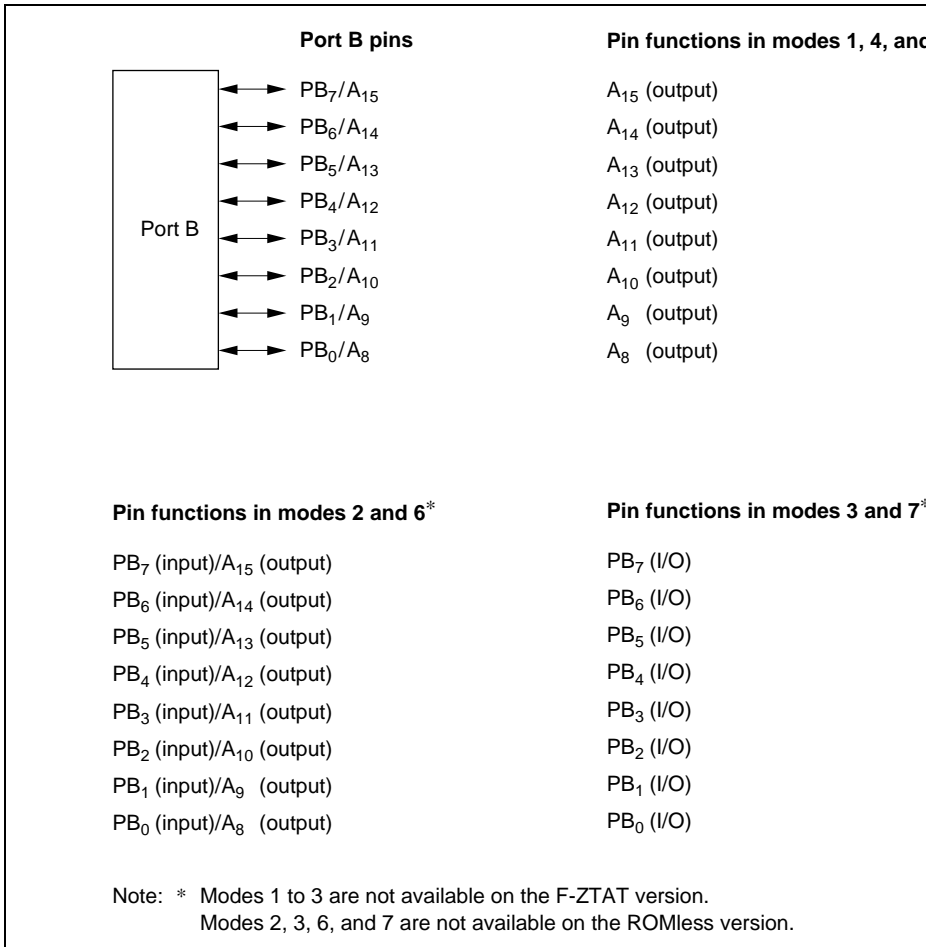 Port B pins
Pin functions in modes 1, 4, and
Port B
PB7/A15
A15 (output)
PB6/A14
A14 (output)
PB5/A13
A13 (output)
PB4/A12
A12 (output)
PB3/A11
A11 (output)
PB2/A10
A10 (output)
PB1/A9
A9 (output)
PB0/A8
A8 (output)
Pin functions in modes 2 and 6*
PB7 (input)/A15 (output)
PB6 (input)/A14 (output)
PB5 (input)/A13 (output)
PB4 (input)/A12 (output)
PB3 (input)/A11 (output)
PB2 (input)/A10 (output)
PB1 (input)/A9 (output)
PB0 (input)/A8 (output)
Pin functions in modes 3 and 7*
PB7 (I/O)
PB6 (I/O)
PB5 (I/O)
PB4 (I/O)
PB3 (I/O)
PB2 (I/O)
PB1 (I/O)
PB0 (I/O)
Note: * Modes 1 to 3 are not available on the F-ZTAT version.
Modes 2, 3, 6, and 7 are not available on the ROMless version.